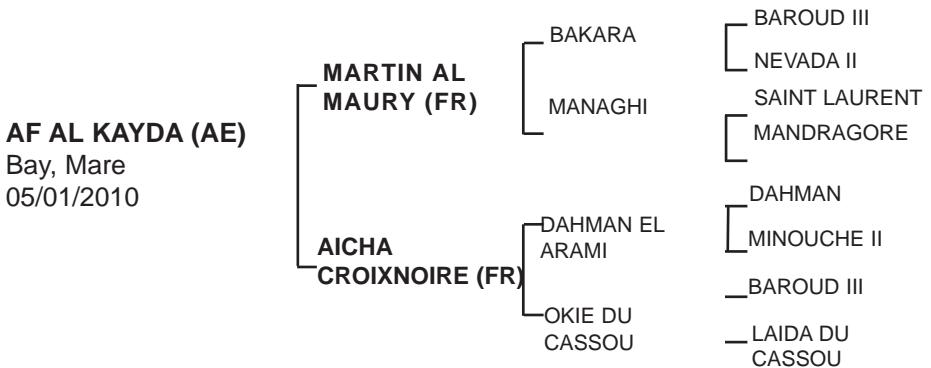 AF AL KAYDA (AE)
Bay, Mare
05/01/2010
MARTIN AL
MAURY (FR)
AICHA
CROIXNOIRE (FR)
BAKARA
MANAGHI
DAHMAN EL
ARAMI
OKIE DU
CASSOU
BAROUD III
NEVADA II
SAINT LAURENT
MANDRAGORE
DAHMAN
MINOUCHE II
BAROUD III
LAIDA DU
CASSOU